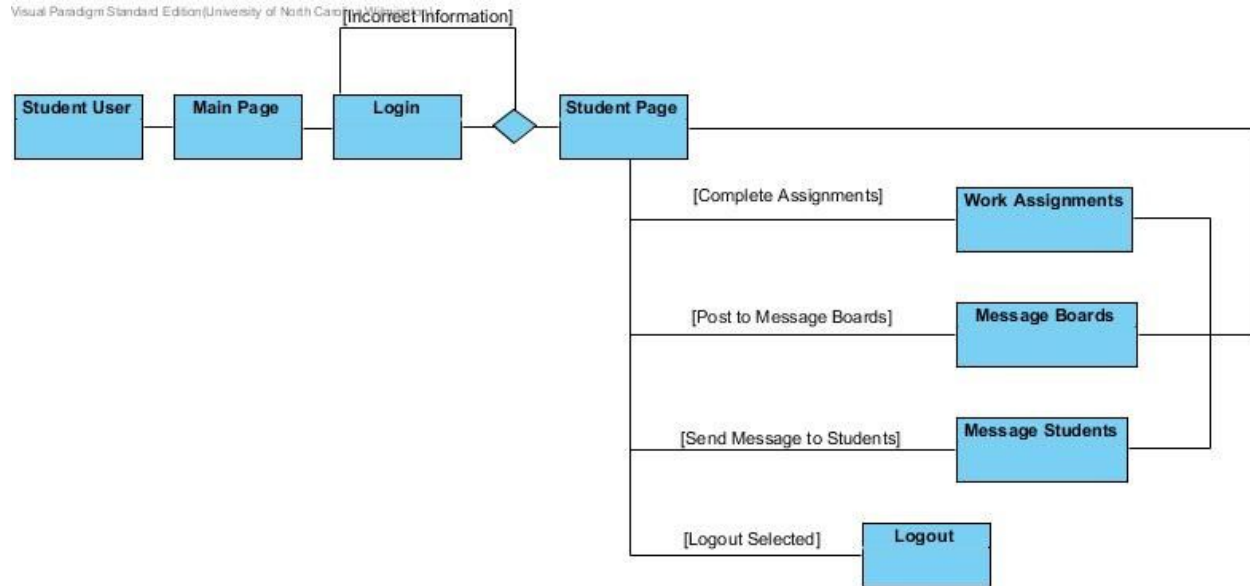 Visual Paradigm Standard Edition(University of North Carolina Wilmington)
[Incorrect Information]
Student User
Main Page
Login
Student Page
[Complete Assignments]
Work Assignments
[Post to Message Boards]
Message Boards
[Send Message to Students]
Message Students
[Logout Selected]
Logout